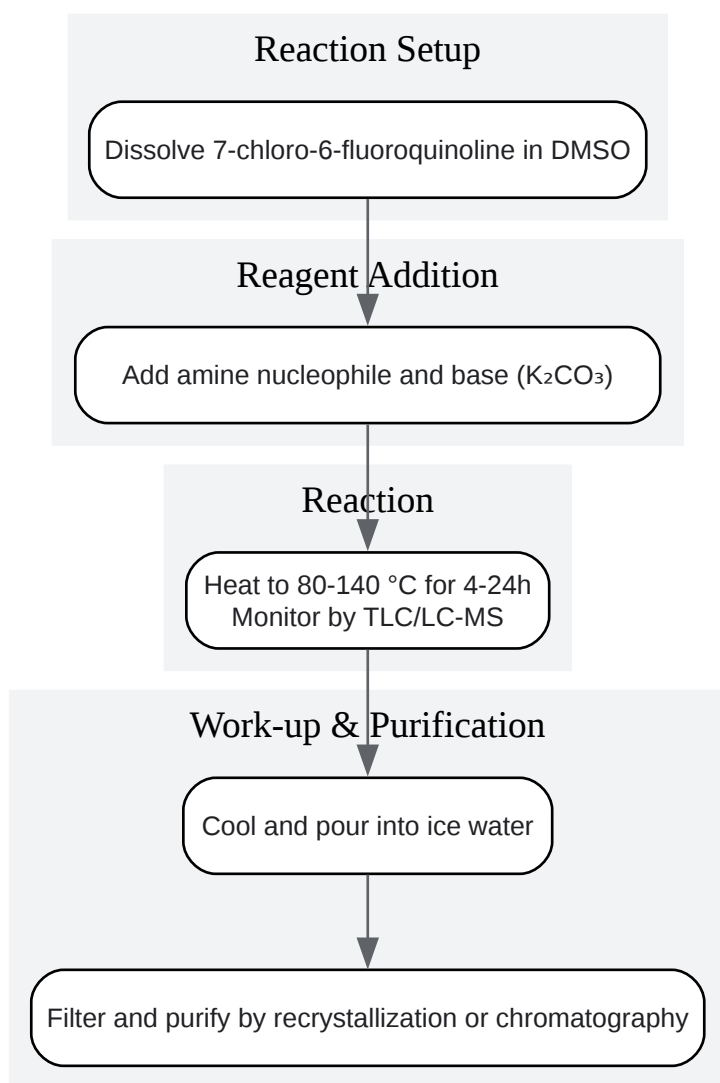 Reaction Setup
Dissolve 7-chloro-6-fluoroquinoline in DMSO
Reagent Addition
Add amine nucleophile and base (K₂CO₃)
Reaction
Heat to 80-140 °C for 4-24h
Monitor by TLC/LC-MS
Work-up & Purification
Cool and pour into ice water
Filter and purify by recrystallization or chromatography